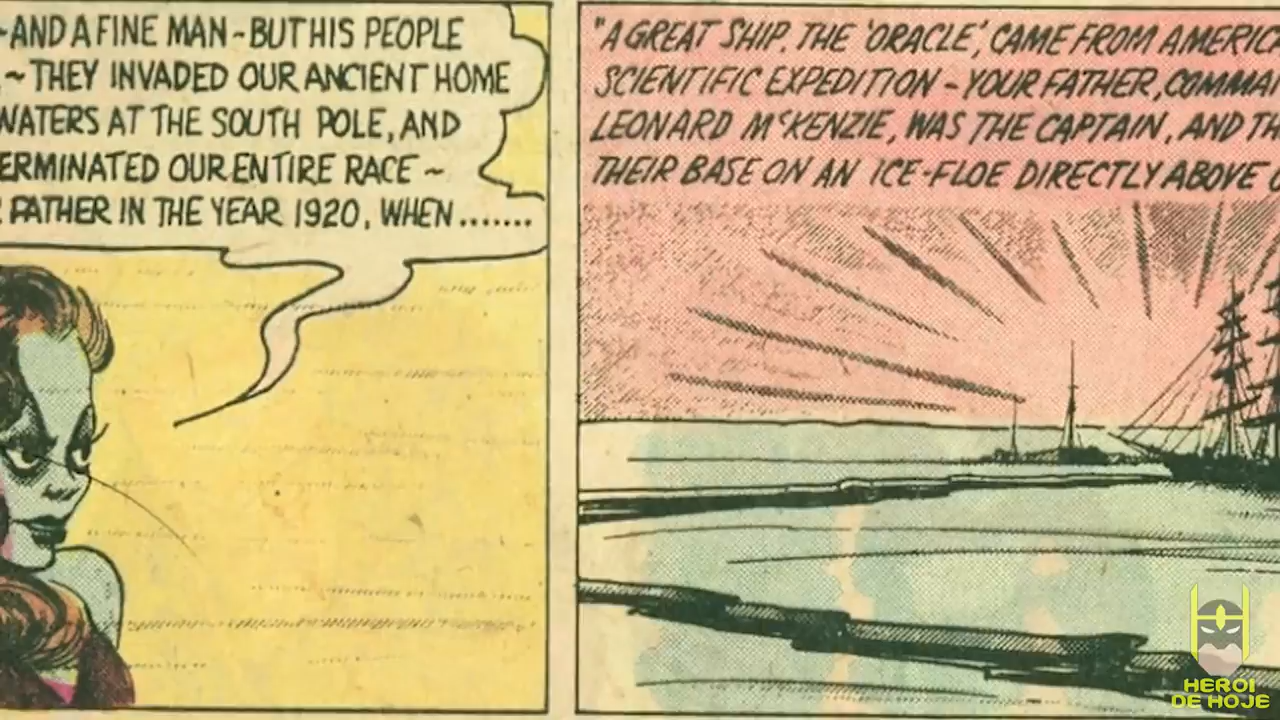 ~AND A FINE MAN~BUT HIS PEOPLE
~THEY INVADED OUR ANCIENT HOME
WATERS AT THE SOUTH POLE, AND
ERMINATED OUR ENTIRE RACE~
FATHER IN THE YEAR 1920, WHEN.......
"A GREAT SHIP. THE 'ORACLE', CAME FROM AMERIC
SCIENTIFIC EXPEDITION - YOUR FATHER, COMMA
LEONARD McKENZIE, WAS THE CAPTAIN, AND TH
THEIR BASE ON AN ICE-FLOE DIRECTLY ABOVE O
HEROI
DE HOJE